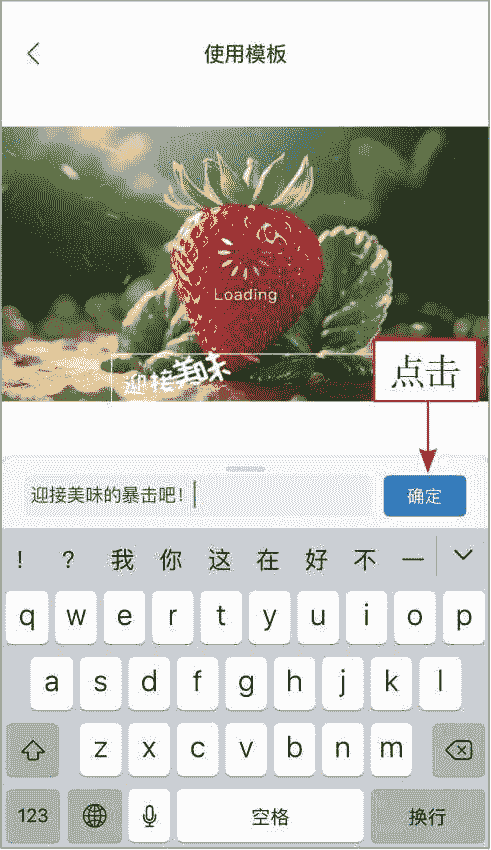 使用模板
Loading
迎接美味
点击
迎接美味的暴击吧！
确定
！ ？ 我 你 这 在 好 不 一
q w e r t y u i o p
a s d f g h j k l
z x c v b n m
123 空格 换行